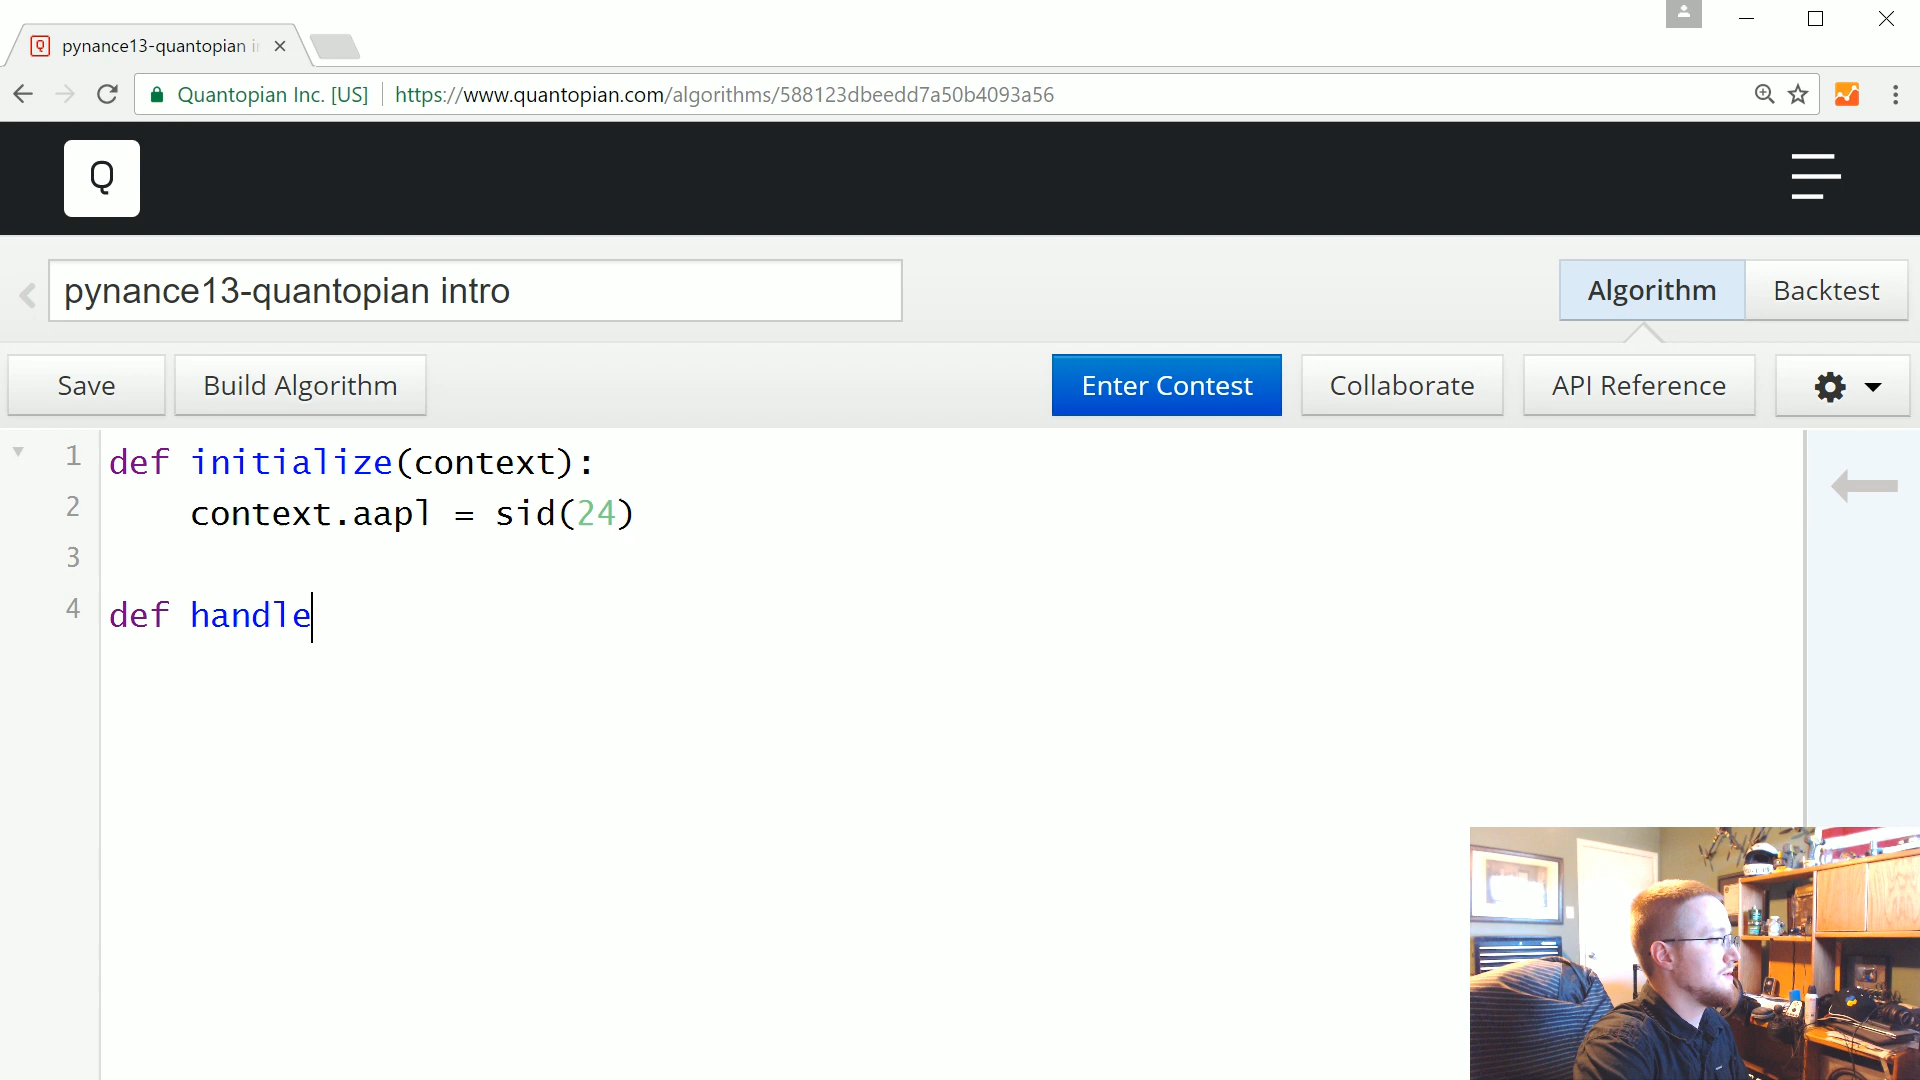 pynance13-quantopian i
Quantopian Inc. [US]
https://www.quantopian.com/algorithms/588123dbeedd7a50b4093a56
Q
pynance13-quantopian intro
Algorithm
Backtest
Save
Build Algorithm
Enter Contest
Collaborate
API Reference
1 def initialize(context):
2 context.aapl = sid(24)
3
4 def handle